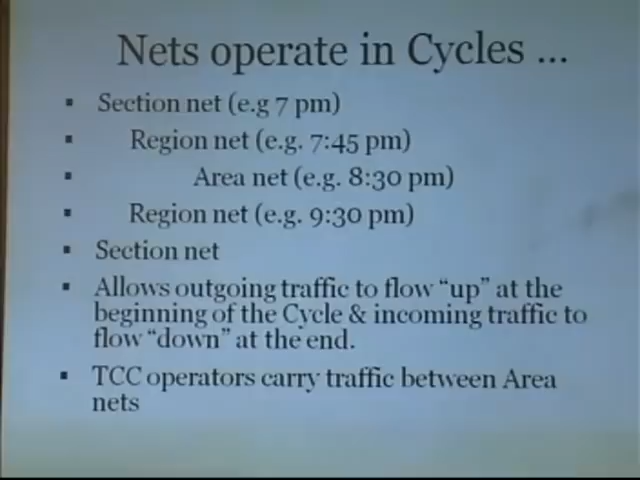 Nets operate in Cycles ...
▪ Section net (e.g 7 pm)
▪ Region net (e.g. 7:45 pm)
▪ Area net (e.g. 8:30 pm)
▪ Region net (e.g. 9:30 pm)
▪ Section net
▪ Allows outgoing traffic to flow “up” at the
beginning of the Cycle & incoming traffic to
flow “down” at the end.
▪ TCC operators carry traffic between Area
nets